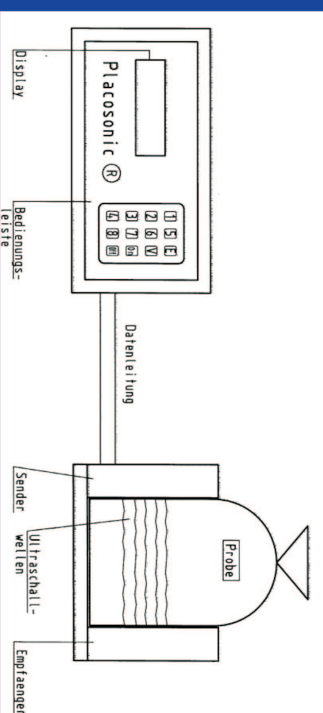 Probe
Placosonic ®
1 5 E
2 6 V
3 7
4 8
Datenleitung
Display
Bedienungs-
leiste
Sender
Ultraschall-
wellen
Empfaenger